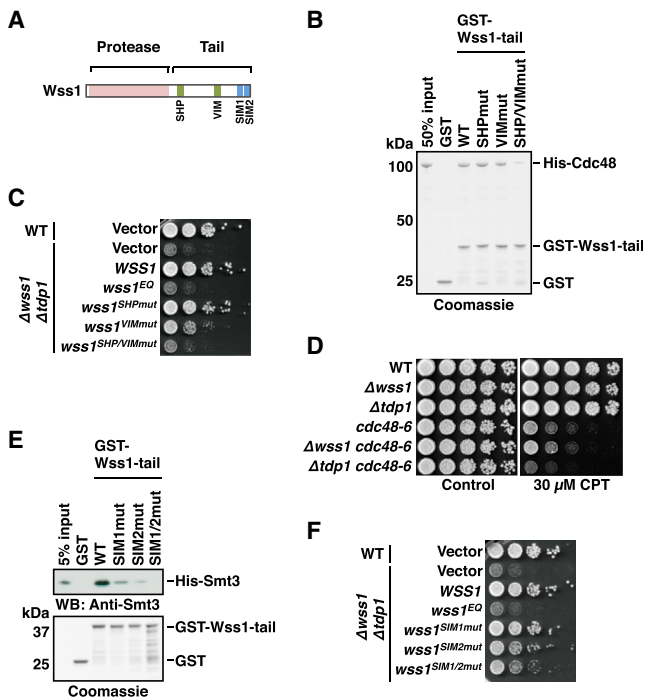 A
Protease Tail
Wss1
SHP
VIM
SIM1
SIM2
B
GST-
Wss1-tail
50% input
GST
WT
SHPmut
VIMmut
SHP/VIMmut
kDa
100
50
25
His-Cdc48
GST-Wss1-tail
GST
Coomassie
C
WT
Δwss1
Δtdp1
Vector
Vector
WSS1
wss1EQ
wss1SHPmut
wss1VIMmut
wss1SHP/VIMmut
D
WT
Δwss1
Δtdp1
cdc48-6
Δwss1 cdc48-6
Δtdp1 cdc48-6
Control 30 µM CPT
E
GST-
Wss1-tail
5% input
GST
WT
SIM1mut
SIM2mut
SIM1/2mut
His-Smt3
WB: Anti-Smt3
kDa
37
25
GST-Wss1-tail
GST
Coomassie
F
WT
Δwss1
Δtdp1
Vector
Vector
WSS1
wss1EQ
wss1SIM1mut
wss1SIM2mut
wss1SIM1/2mut